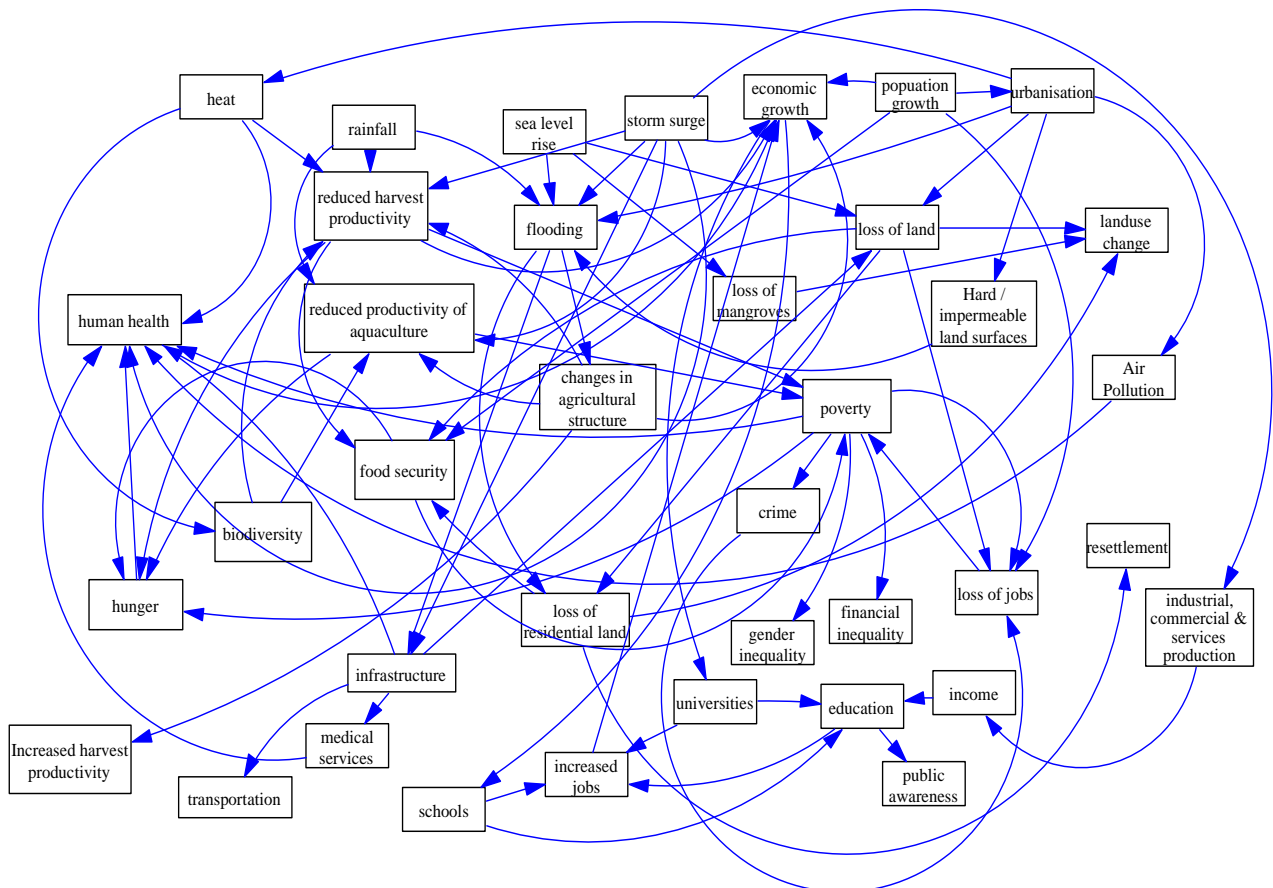 heat
rainfall
sea level
rise
storm surge
economic
growth
popuation
growth
urbanisation
reduced harvest
productivity
flooding
loss of land
landuse
change
human health
reduced productivity of
aquaculture
loss of
mangroves
Hard /
impermeable
land surfaces
changes in
agricultural
structure
poverty
Air
Pollution
food security
crime
biodiversity
resettlement
hunger
loss of
residential land
gender
inequality
financial
inequality
loss of jobs
industrial,
commercial &
services
production
infrastructure
universities
education
income
Increased harvest
productivity
medical
services
transportation
increased
jobs
schools
public
awareness